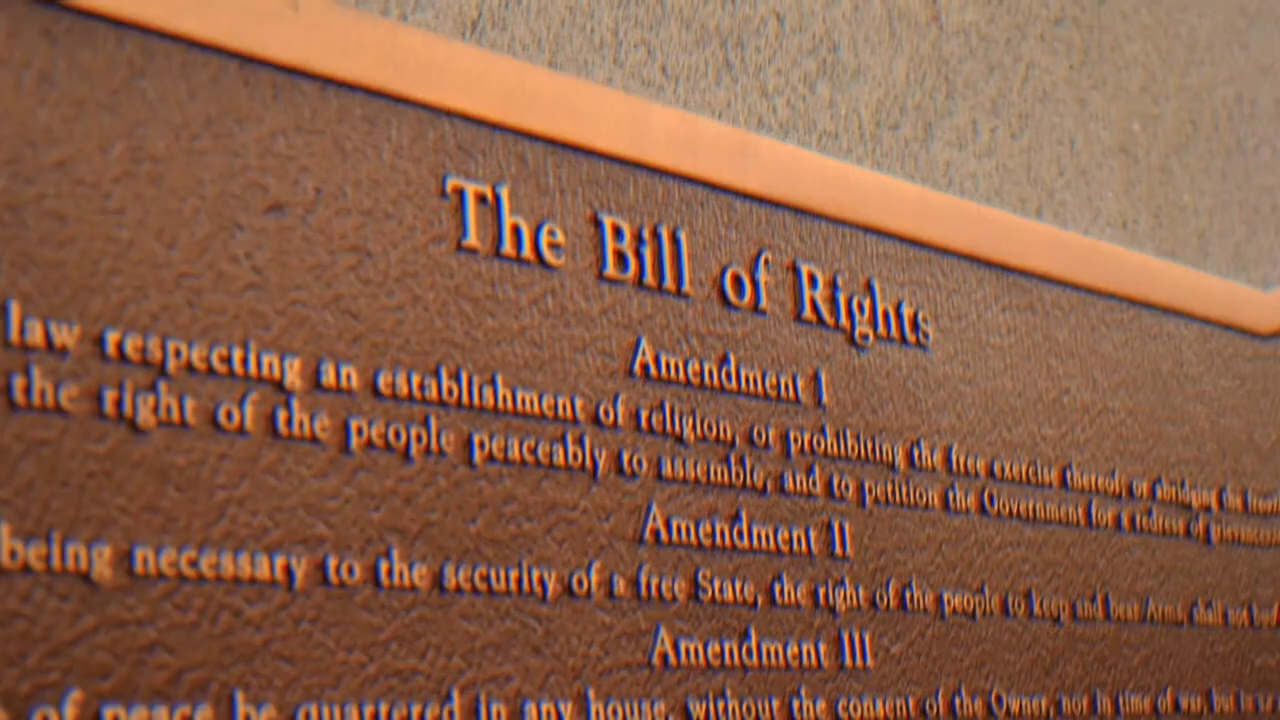 The Bill of Rights
Amendment I
law respecting an establishment of religion, or prohibiting the free exercise thereof; or abridging the
the right of the people peaceably to assemble, and to petition the Government for a redress of
Amendment II
being necessary to the security of a free State, the right of the people to keep and bear Arms, shall not
Amendment III
of peace be quartered in any house, without the consent of the Owner, nor in time of war, but in